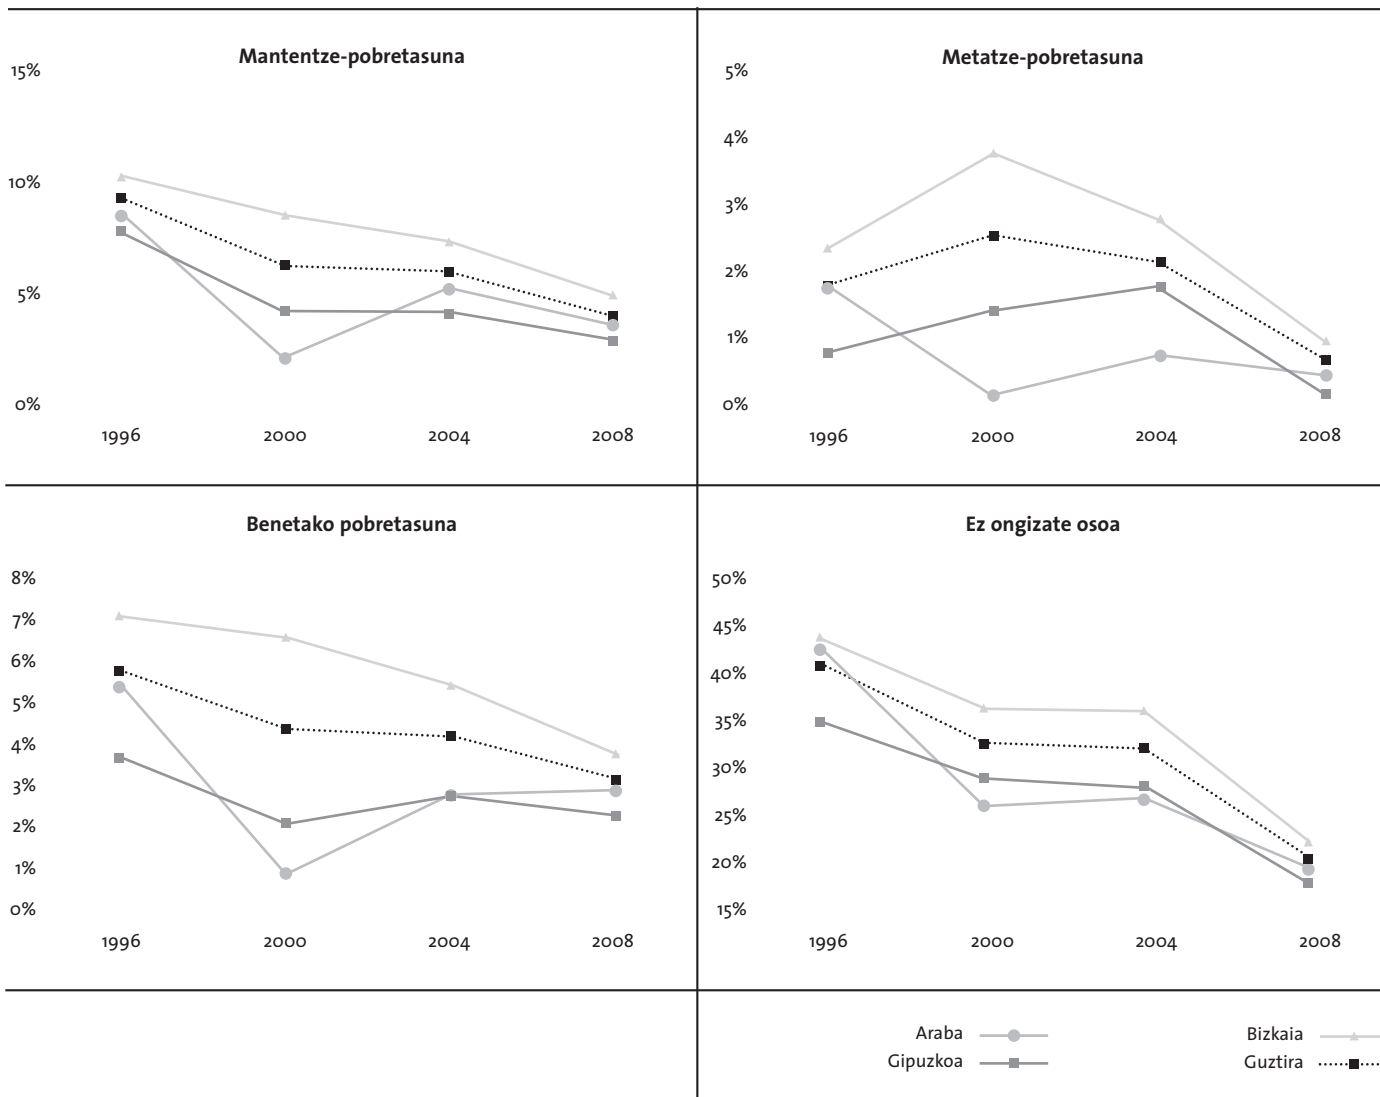 Mantentze-pobretasuna
15%
10%
5%
0%
1996 2000 2004 2008
Metatze-pobretasuna
5%
4%
3%
2%
1%
0%
1996 2000 2004 2008
Benetako pobretasuna
8%
7%
6%
5%
4%
3%
2%
1%
0%
1996 2000 2004 2008
Ez ongizate osoa
50%
45%
40%
35%
30%
25%
20%
15%
1996 2000 2004 2008
Araba Bizkaia
Gipuzkoa Guztira